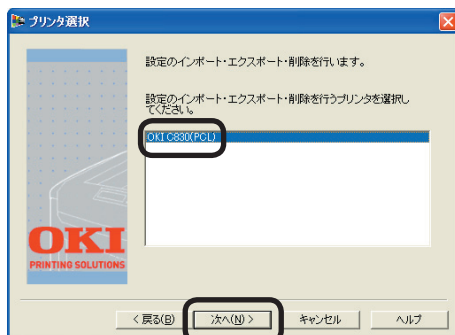 プリンタ選択
設定のインポート・エクスポート・削除を行います。
設定のインポート・エクスポート・削除を行うプリンタを選択し
てください。
OKI C830(PCL)
OKI
PRINTING SOLUTIONS
< 戻る(B)
次へ(N) >
キャンセル
ヘルプ